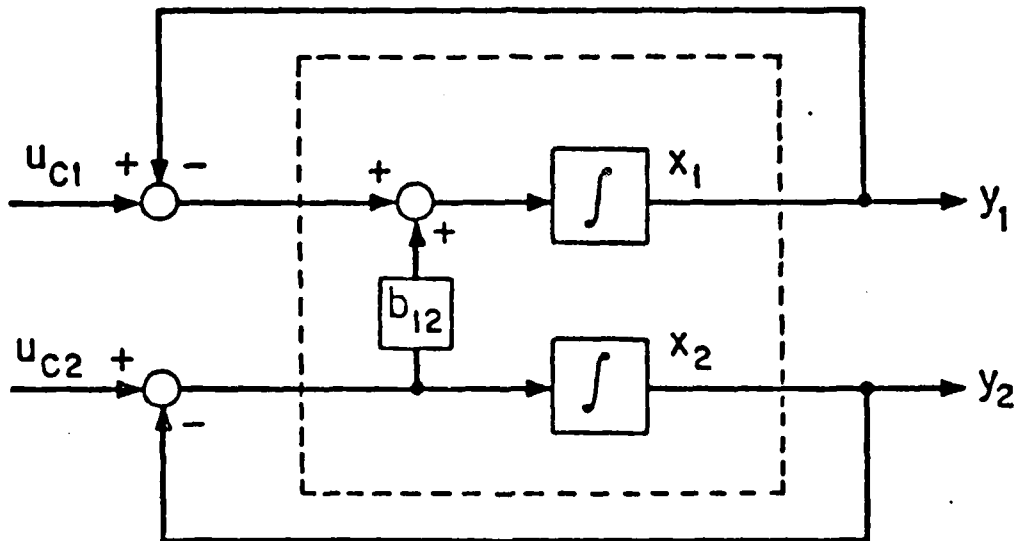 + -
u_C1 + x_1
∫ y_1
+
b_12
u_C2 + x_2
∫ y_2
-